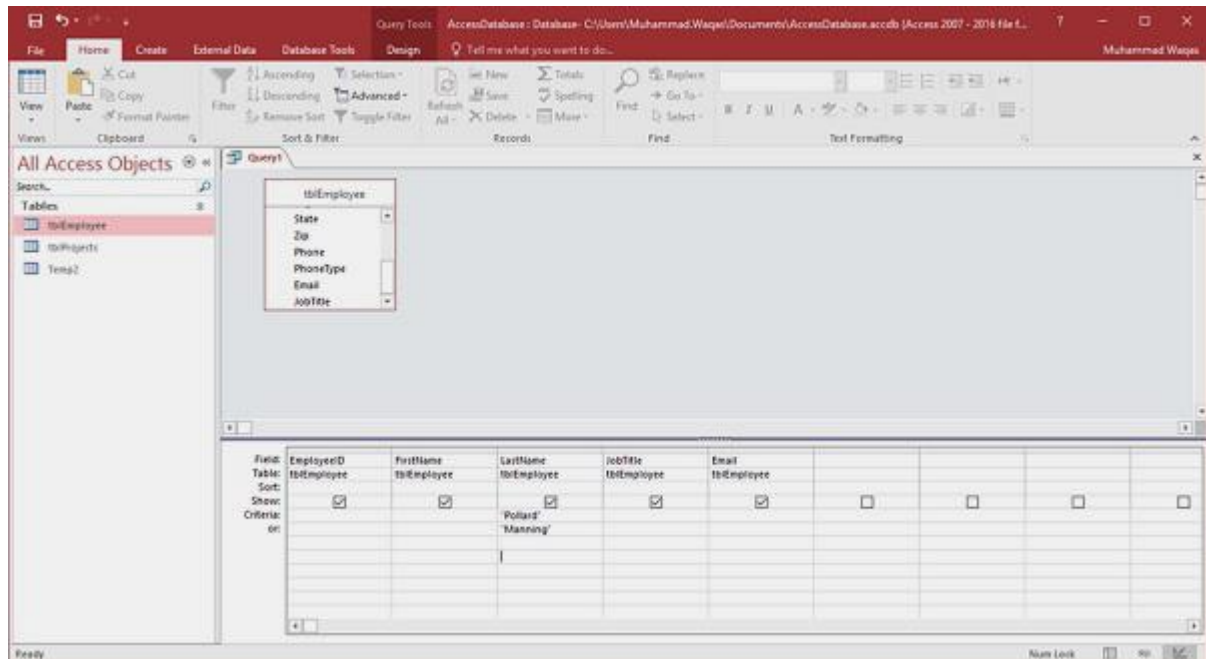 Query Tools AccessDatabase : Database- C:\Users\Muhammad.Waqas\Documents\AccessDatabase.accdb (Access 2007 - 2016 file f... ?
File Home Create External Data Database Tools Design Tell me what you want to do... Muhammad Waqas
View Paste Cut Copy Format Painter Filter Ascending Descending Remove Sort Selection Advanced Toggle Filter Refresh All New Save Delete Totals Spelling More Find Replace Go To Select B I U A
Views Clipboard Sort & Filter Records Find Text Formatting
All Access Objects
Search...
Tables
tblEmployee
tblProjects
Temp2
Query1
tblEmployee
State
Zip
Phone
PhoneType
Email
JobTitle
Field: EmployeeID FirstName LastName JobTitle Email
Table: tblEmployee tblEmployee tblEmployee tblEmployee tblEmployee
Sort:
Show:
Criteria: 'Pollard'
or: 'Manning'
Ready Num Lock